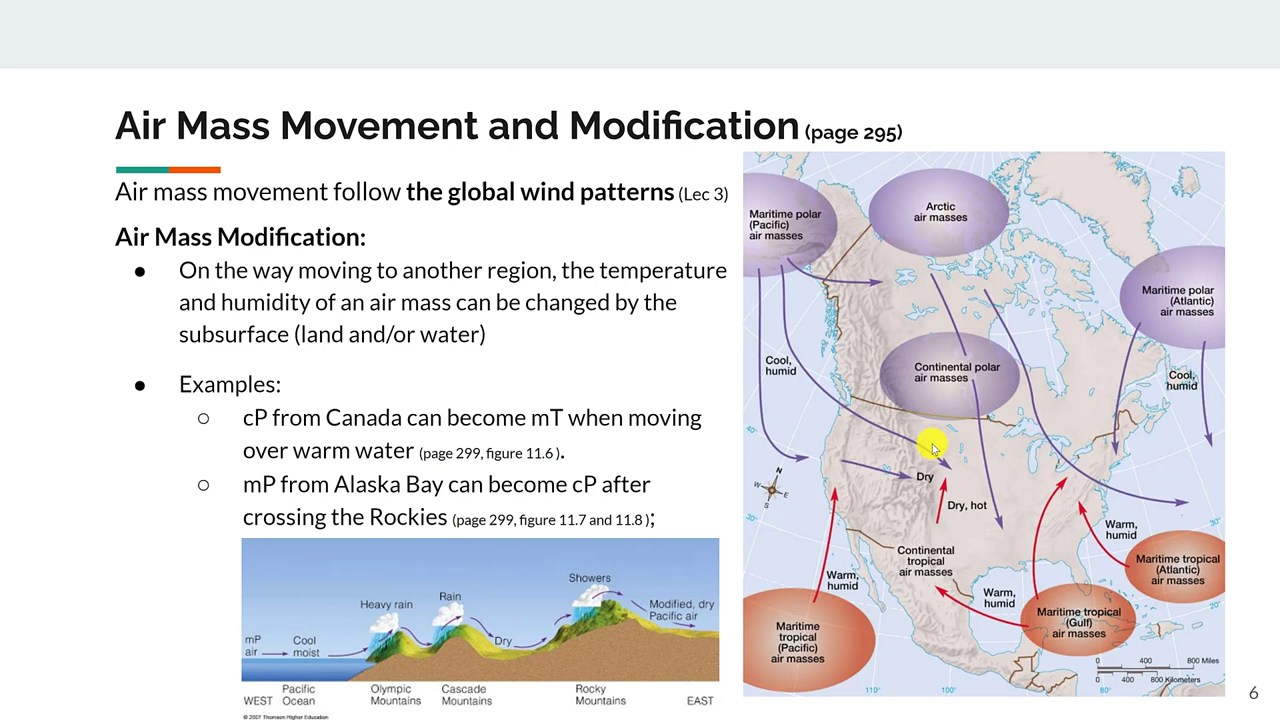 Air Mass Movement and Modification (page 295)
Air mass movement follow the global wind patterns (Lec 3)
Air Mass Modification:
● On the way moving to another region, the temperature
and humidity of an air mass can be changed by the
subsurface (land and/or water)
● Examples:
○ cP from Canada can become mT when moving
over warm water (page 299, figure 11.6 ).
○ mP from Alaska Bay can become cP after
crossing the Rockies (page 299, figure 11.7 and 11.8 );
mP
air
Cool
moist
Heavy rain
Rain
Dry
Showers
Modified, dry
Pacific air
WEST
Pacific
Ocean
Olympic
Mountains
Cascade
Mountains
Rocky
Mountains
EAST
© 2007 Thomson Higher Education
Maritime polar
(Pacific)
air masses
Arctic
air masses
Maritime polar
(Atlantic)
air masses
Continental polar
air masses
Cool,
humid
Cool,
humid
40°
N
W
E
S
Dry
Dry, hot
30°
30°
Warm,
humid
Continental
tropical
air masses
Warm,
humid
Warm,
humid
Maritime tropical
(Atlantic)
air masses
20°
Maritime
tropical
(Pacific)
air masses
Maritime tropical
(Gulf)
air masses
0 400 800 Miles
0 400 800 Kilometers
110°
100°
80°
6